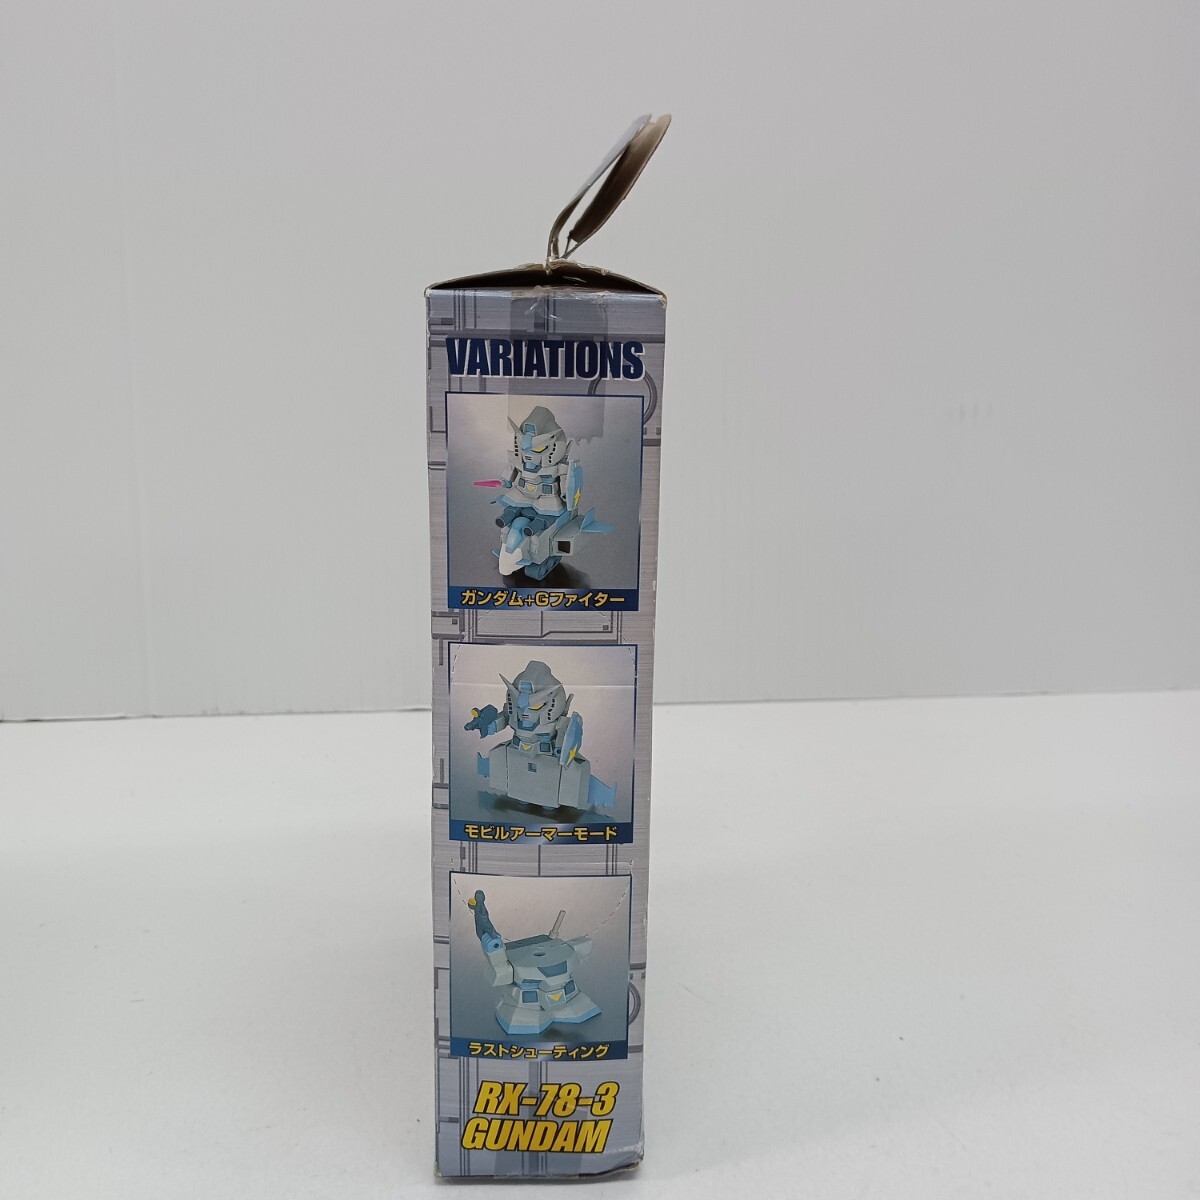 VARIATIONS
ガンダム+Gファイター
モビルアーマーモード
ラストシューティング
RX-78-3
GUNDAM